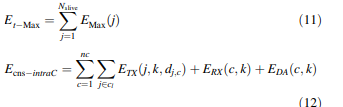 E_{t-Max} = \sum_{j=1}^{N_{alive}} E_{Max}(j) (11)
E_{cns-intraC} = \sum_{c=1}^{nc} \sum_{j \in c_i} E_{TX}(j, k, d_{j,c}) + E_{RX}(c, k) + E_{DA}(c, k)
(12)